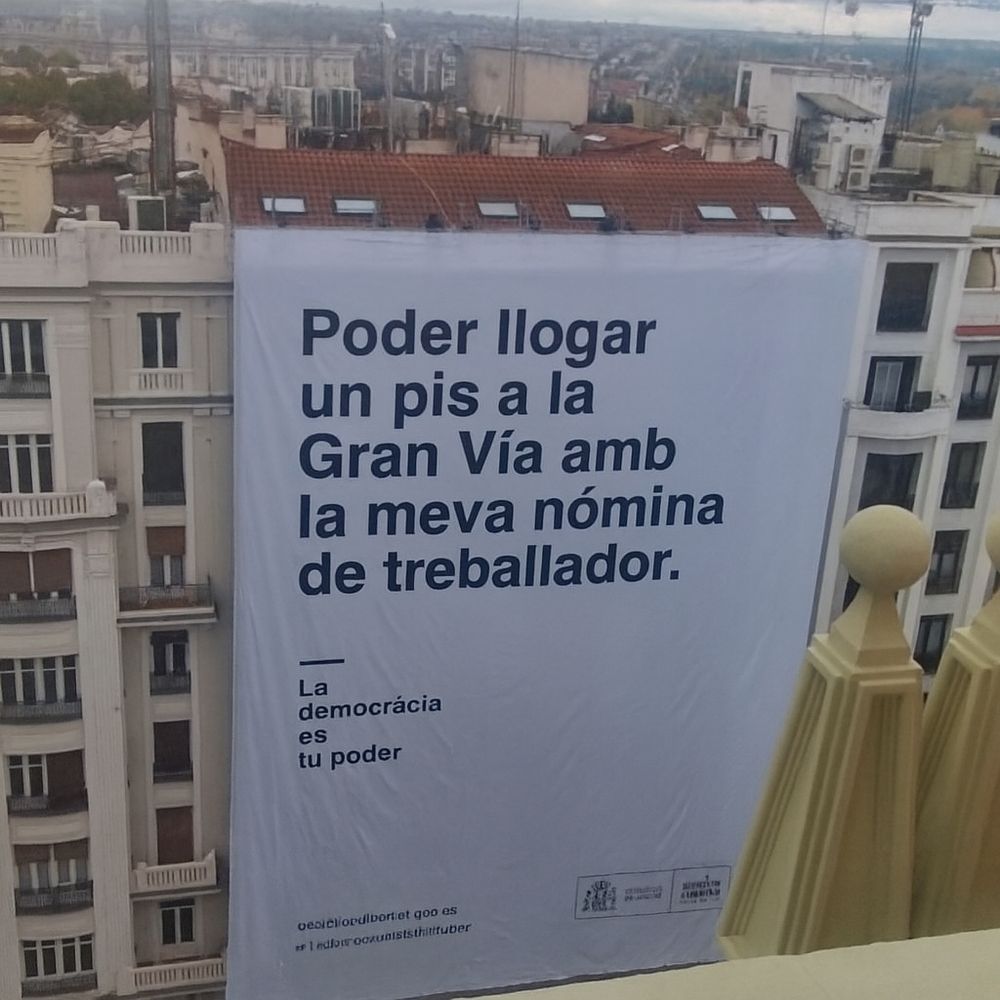 Poder llogar
un pis a la
Gran Vía amb
la meva nómina
de treballador.
La
democrácia
es
tu poder